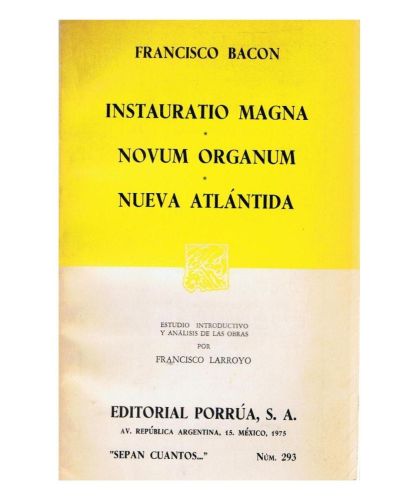 FRANCISCO BACON
INSTAURATIO MAGNA
*
NOVUM ORGANUM
*
NUEVA ATLÁNTIDA
ESTUDIO INTRODUCTIVO
Y ANÁLISIS DE LAS OBRAS
POR
FRANCISCO LARROYO
EDITORIAL PORRÚA, S. A.
AV. REPÚBLICA ARGENTINA, 15. MÉXICO, 1975
"SEPAN CUANTOS..." NÚM. 293